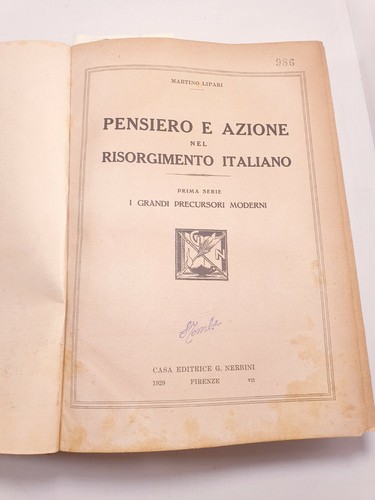 986
MARTINO LIPARI
PENSIERO E AZIONE
NEL
RISORGIMENTO ITALIANO
PRIMA SERIE
I GRANDI PRECURSORI MODERNI
G
N
CASA EDITRICE G. NERBINI
1929 FIRENZE VII